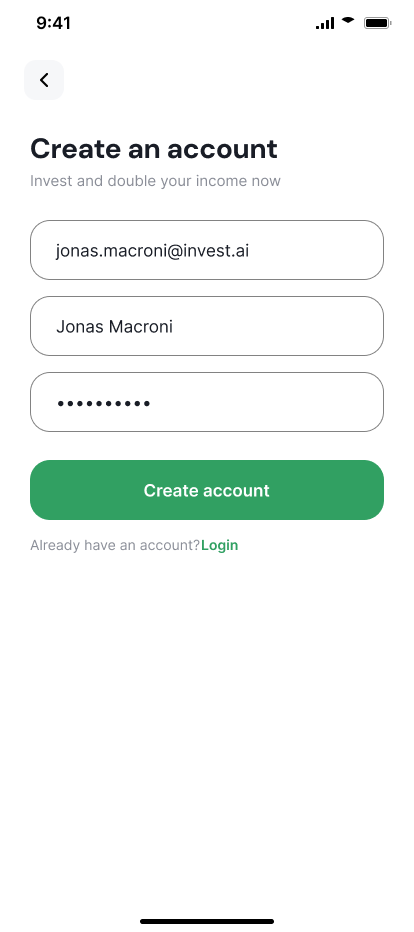 9:41
Create an account
Invest and double your income now
jonas.macroni@invest.ai
Jonas Macroni
••••••••••
Create account
Already have an account?Login